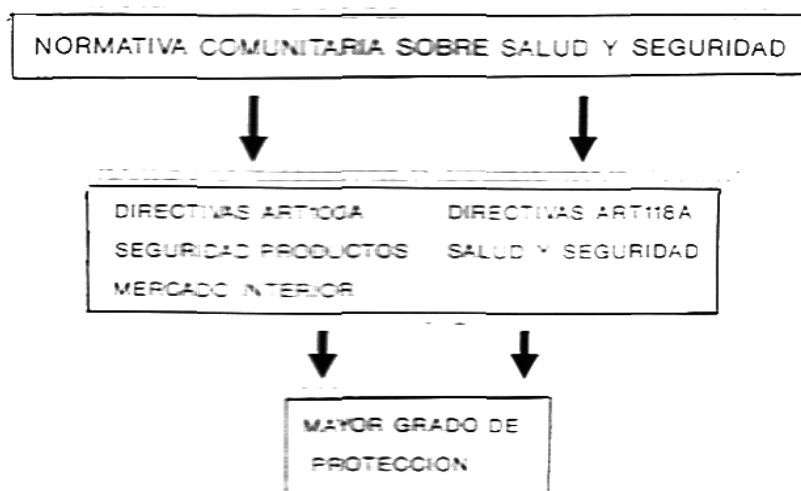 NORMATIVA COMUNITARIA SOBRE SALUD Y SEGURIDAD
DIRECTIVAS ART100A DIRECTIVAS ART118A
SEGURIDAD PRODUCTOS SALUD Y SEGURIDAD
MERCADO INTERIOR
MAYOR GRADO DE
PROTECCION